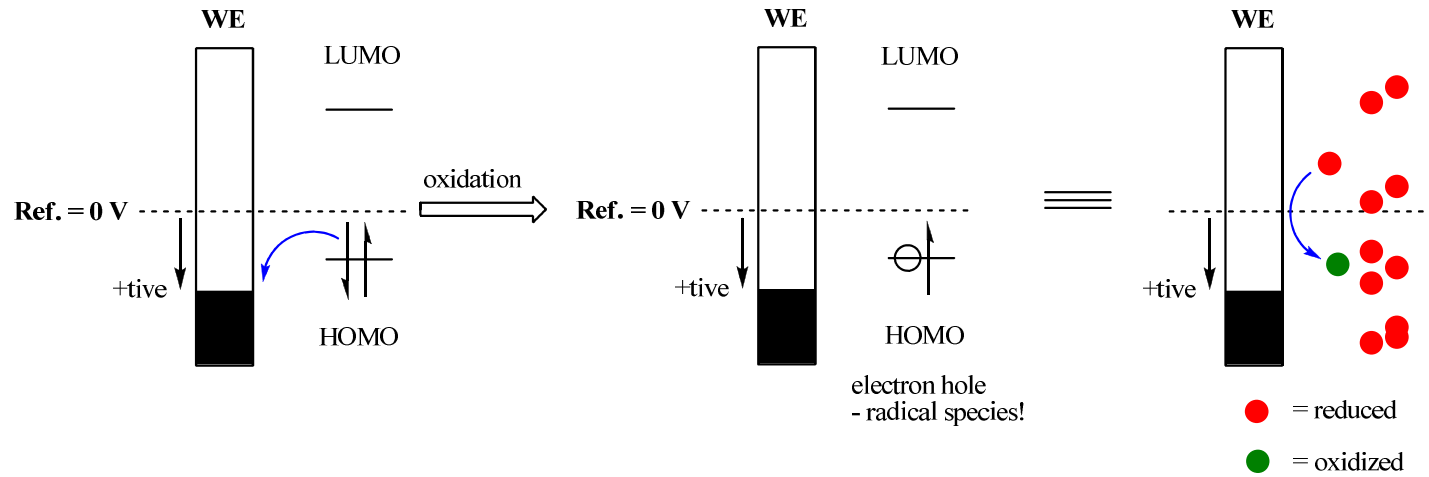 WE
LUMO
Ref. = 0 V
+tive
HOMO
oxidation
WE
LUMO
Ref. = 0 V
+tive
HOMO
electron hole
- radical species!
WE
+tive
= reduced
= oxidized